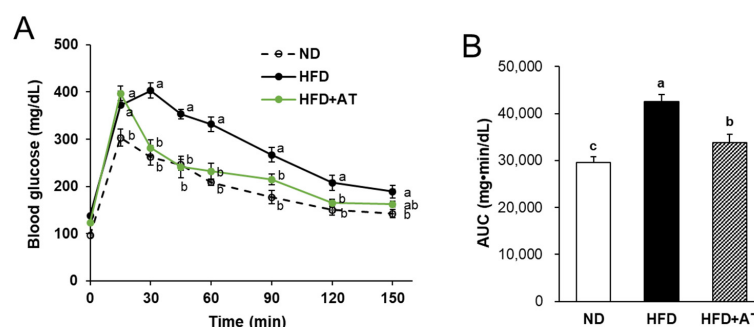 A
500
400
300
200
100
0
Blood glucose (mg/dL)
ND
HFD
HFD+AT
a
a
b
a
b
b
a
b
b
a
b
b
a
b
b
a
b
b
a
ab
b
0 30 60 90 120 150
Time (min)
B
50,000
40,000
30,000
20,000
10,000
0
AUC (mg•min/dL)
c
a
b
ND HFD HFD+AT